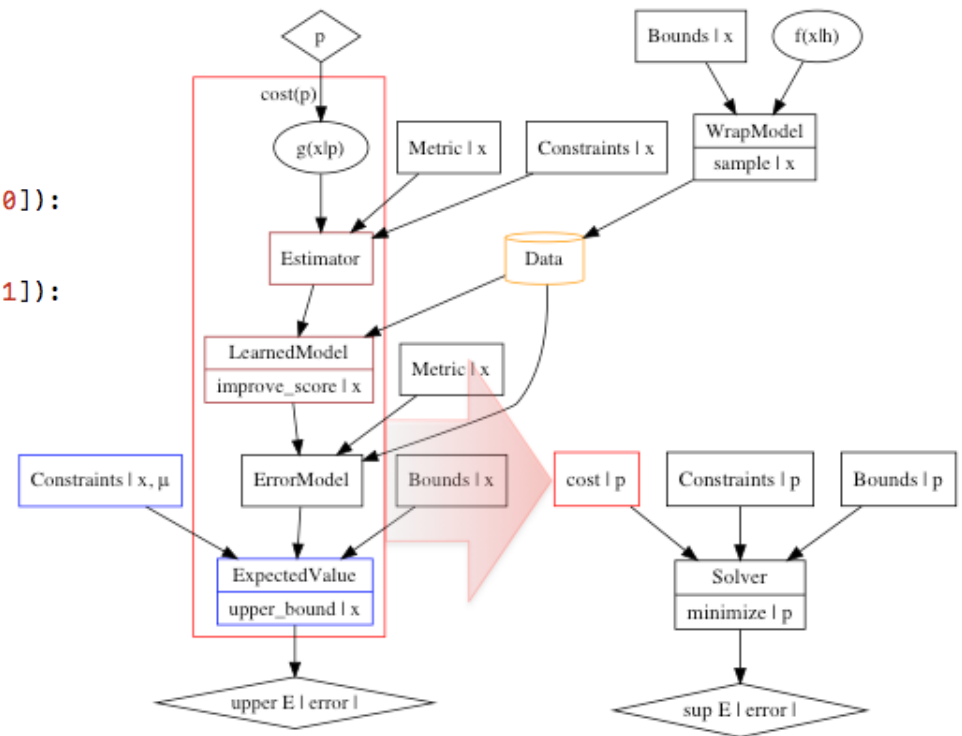 p
Bounds | x
f(x|h)
cost(p)
g(x|p)
Metric | x
Constraints | x
WrapModel
sample | x
0]):
Estimator
Data
1]):
LearnedModel
improve_score | x
Metric | x
Constraints | x, μ
ErrorModel
Bounds | x
cost | p
Constraints | p
Bounds | p
ExpectedValue
upper_bound | x
Solver
minimize | p
upper E | error |
sup E | error |